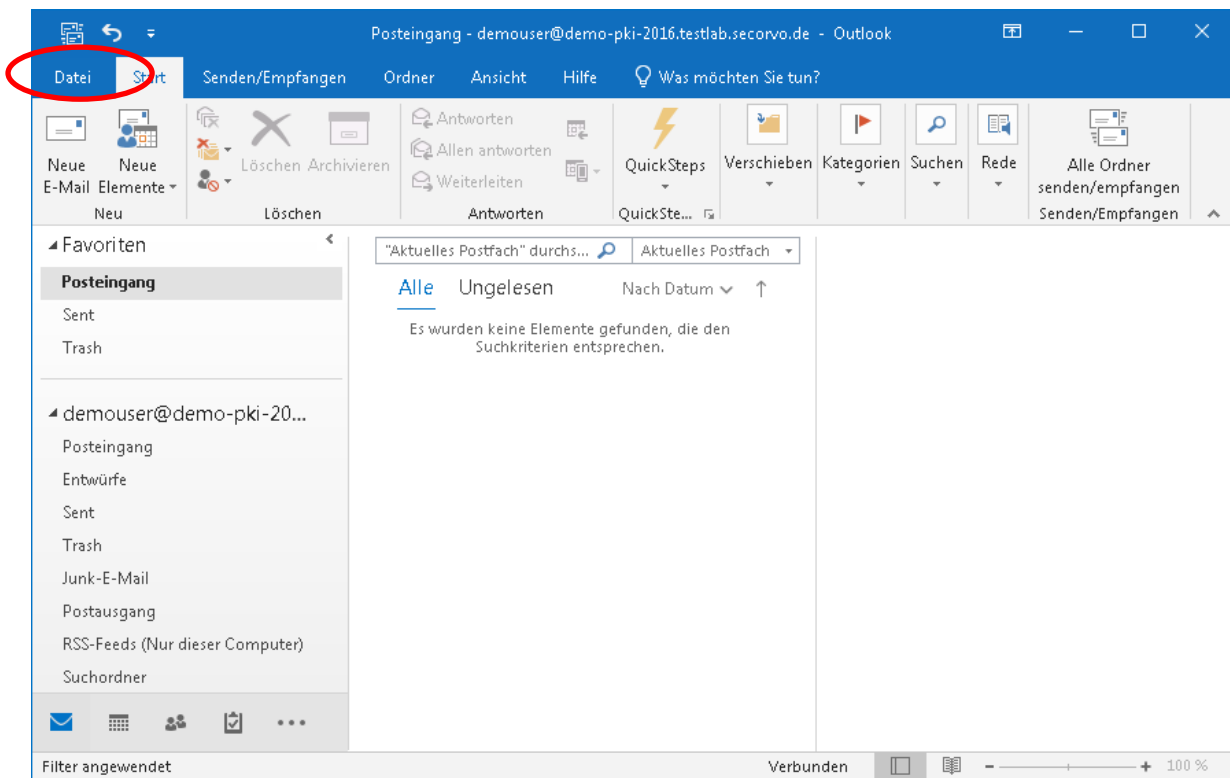 Posteingang - demouser@demo-pki-2016.testlab.secorvo.de - Outlook
Datei Start Senden/Empfangen Ordner Ansicht Hilfe Was möchten Sie tun?
Neue E-Mail
Neue Elemente
Neu
Löschen
Archivieren
Löschen
Antworten
Allen antworten
Weiterleiten
Antworten
QuickSteps
QuickSte...
Verschieben
Kategorien
Suchen
Rede
Alle Ordner
senden/empfangen
Senden/Empfangen
Favoriten
Posteingang
Sent
Trash
demouser@demo-pki-20...
Posteingang
Entwürfe
Sent
Trash
Junk-E-Mail
Postausgang
RSS-Feeds (Nur dieser Computer)
Suchordner
"Aktuelles Postfach" durchs... Aktuelles Postfach
Alle Ungelesen Nach Datum
Es wurden keine Elemente gefunden, die den
Suchkriterien entsprechen.
Filter angewendet Verbunden 100 %